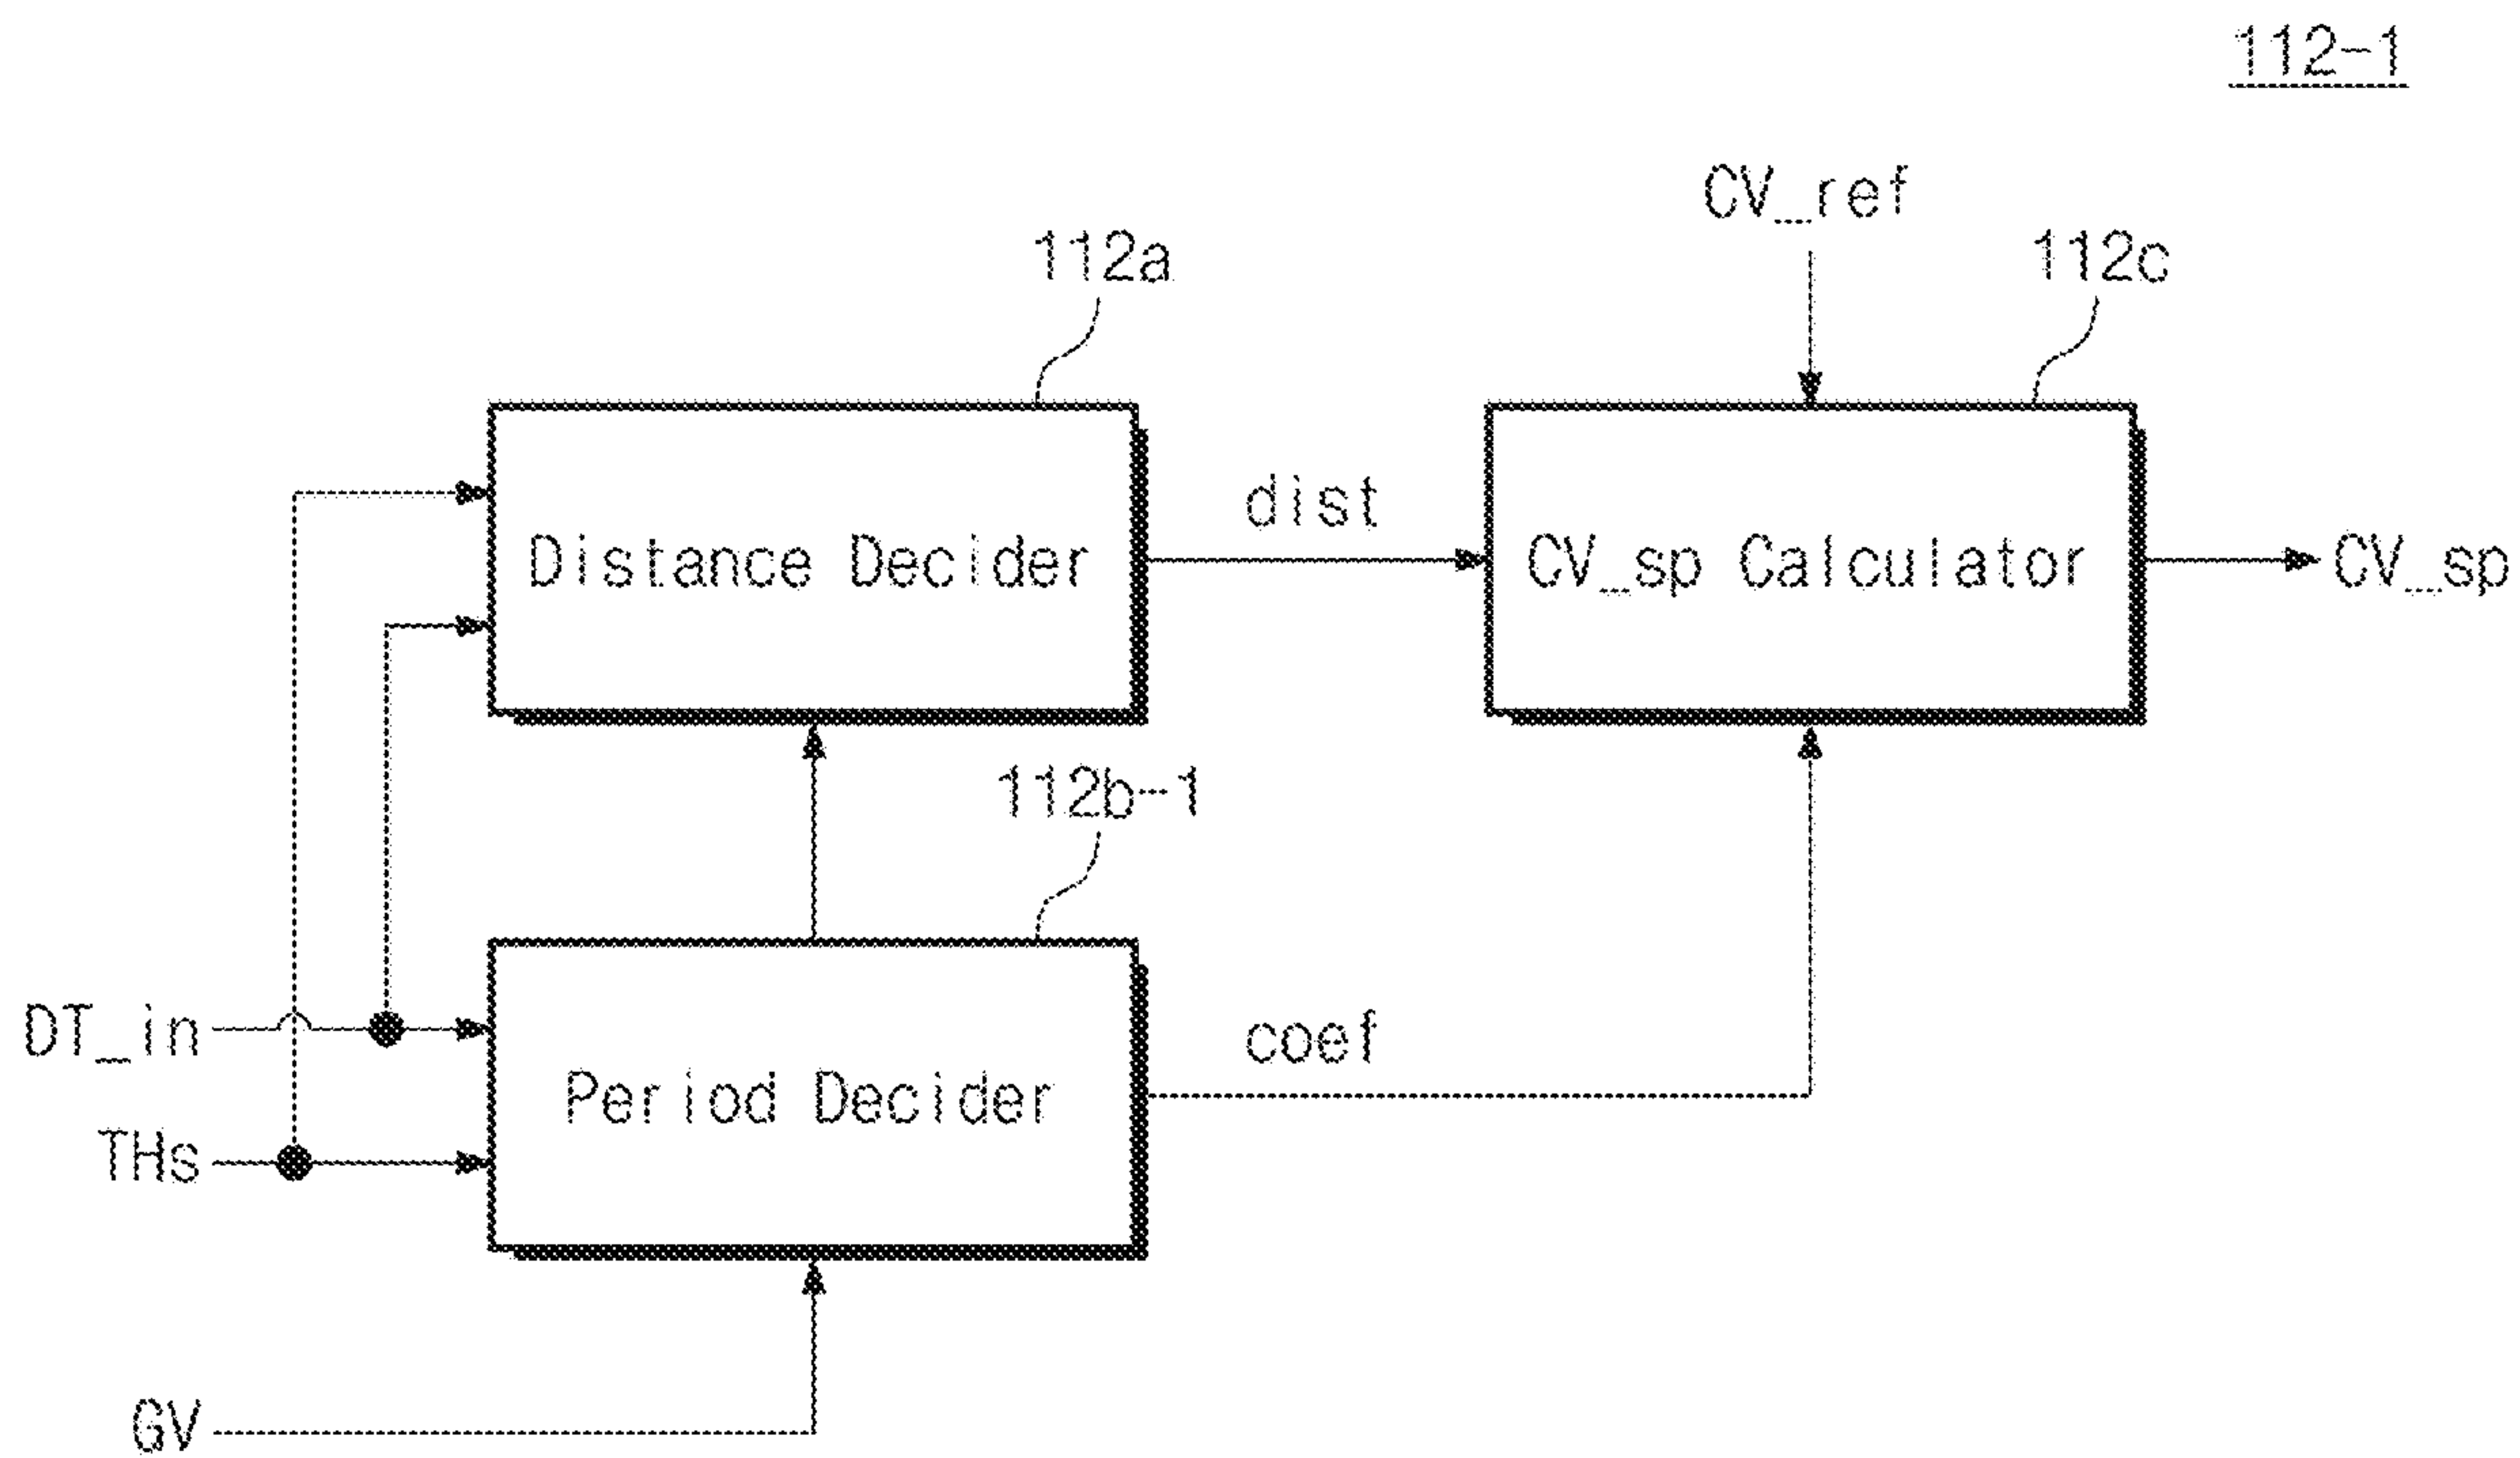 112-1
CV_ref
112a
112c
dist
Distance Decider
CV_sp Calculator
CV_sp
112b-1
DT_in
coef
Period Decider
THs
GV